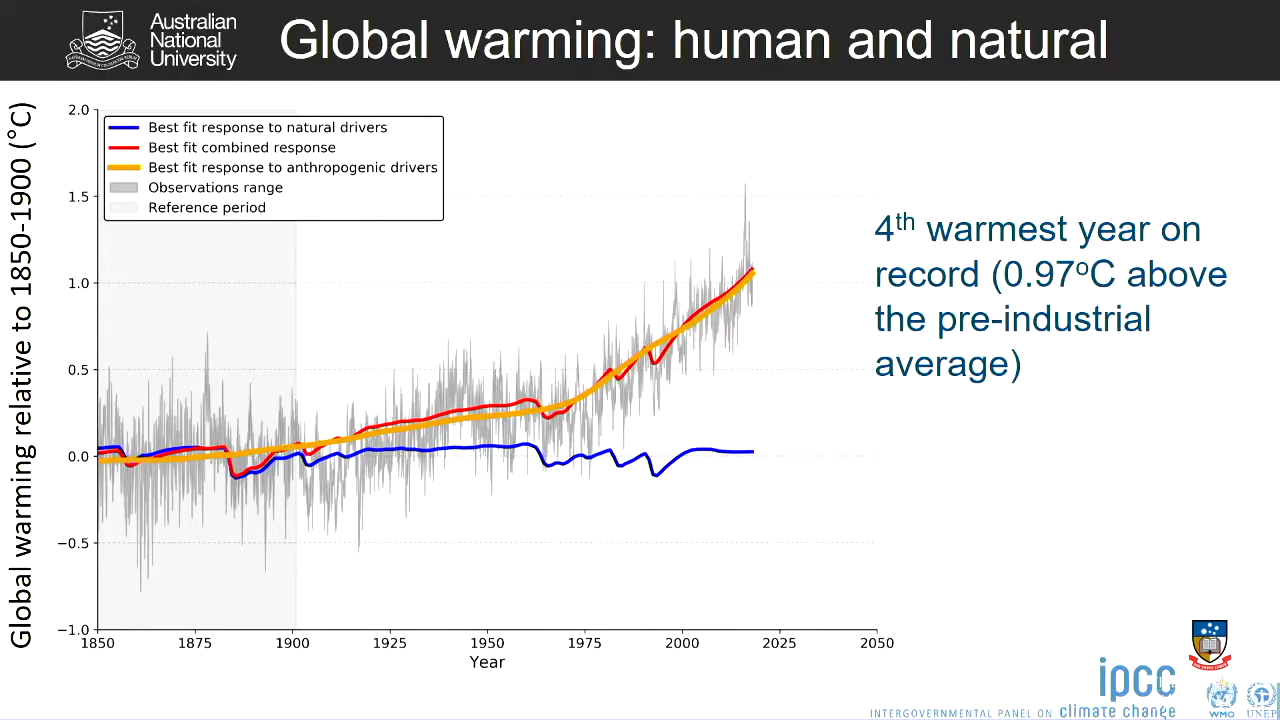 Australian
National
University
Global warming: human and natural
Global warming relative to 1850-1900 (°C)
2.0
1.5
1.0
0.5
0.0
−0.5
−1.0
Best fit response to natural drivers
Best fit combined response
Best fit response to anthropogenic drivers
Observations range
Reference period
1850
1875
1900
1925
1950
1975
2000
2025
2050
Year
4th warmest year on
record (0.97°C above
the pre-industrial
average)
ipcc
INTERGOVERNMENTAL PANEL ON climate change
WMO
UNEP